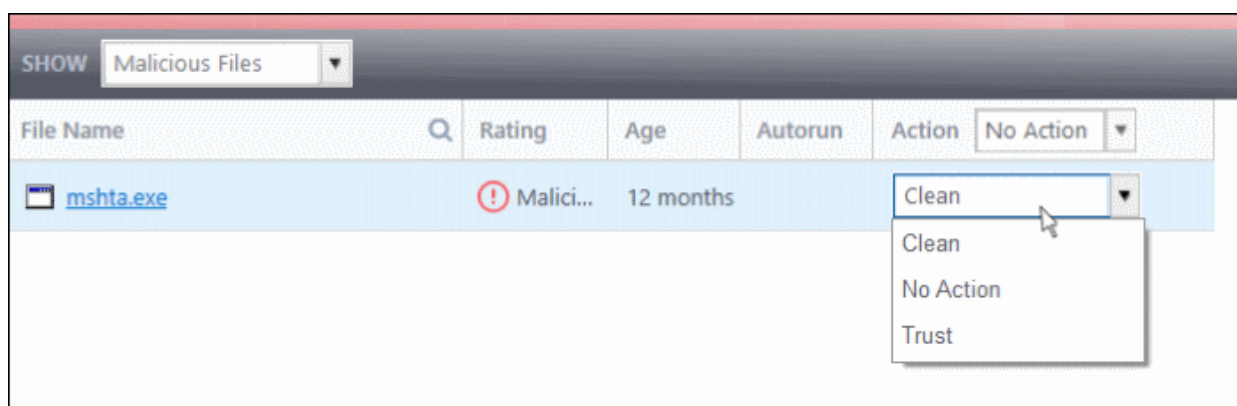 SHOW Malicious Files
File Name Rating Age Autorun Action No Action
mshta.exe Malici... 12 months Clean
Clean
No Action
Trust